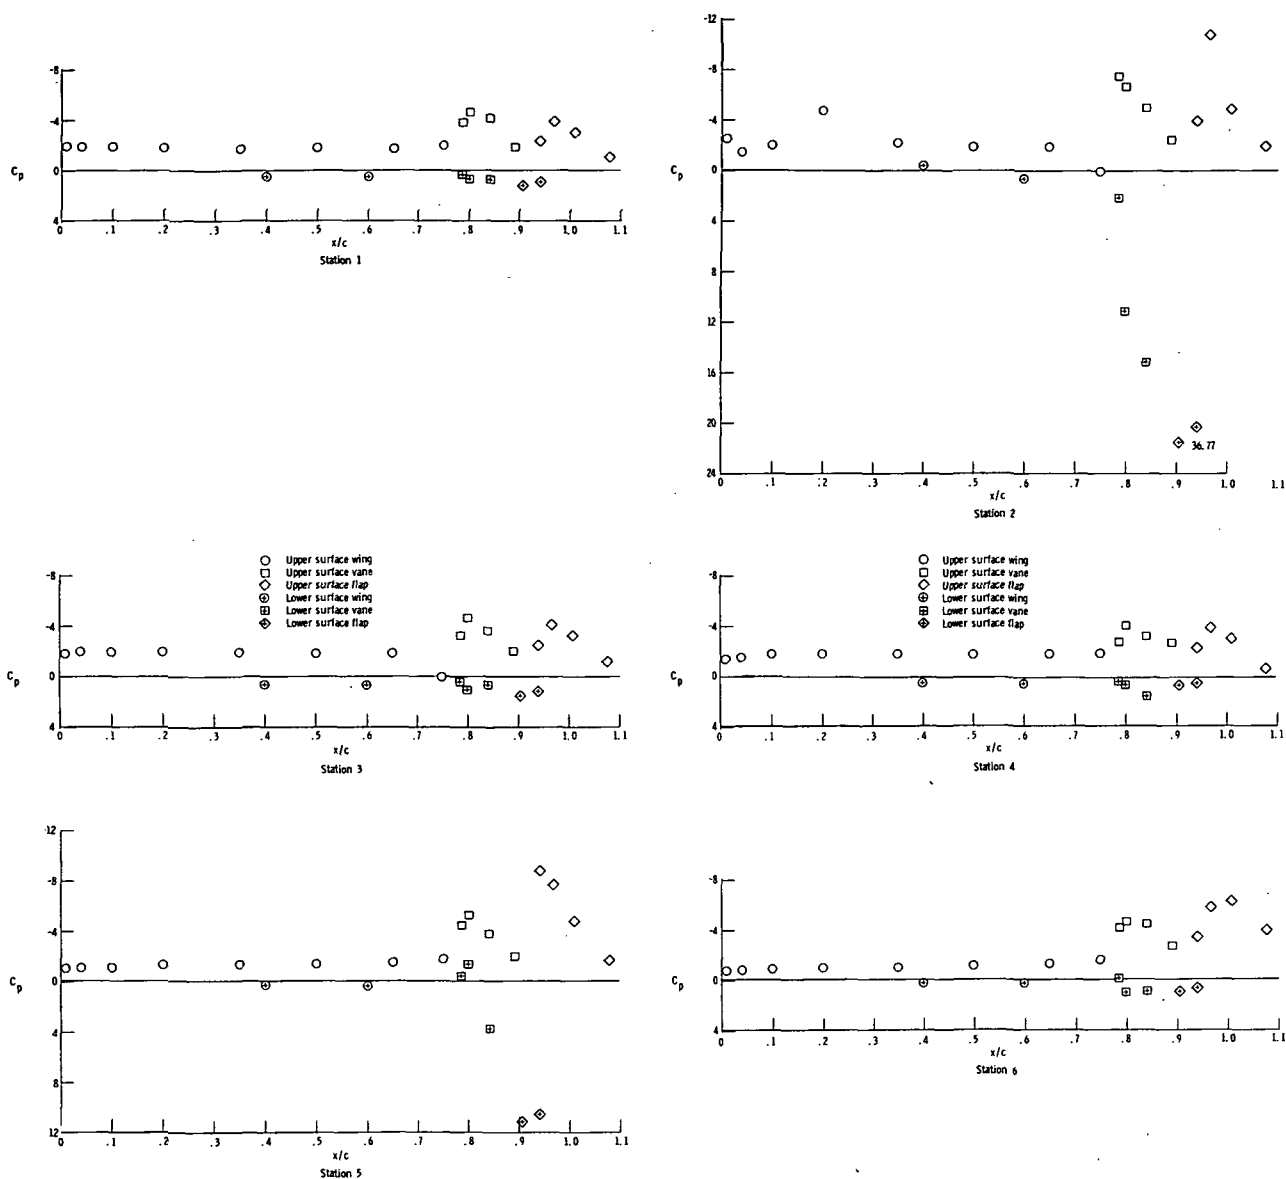 -8
-4
Cp
0
4
0 .1 .2 .3 .4 .5 .6 .7 .8 .9 1.0 1.1
x/c
Station 1
-12
-8
-4
Cp
0
4
8
12
16
20
36.77
24
0 .1 .2 .3 .4 .5 .6 .7 .8 .9 1.0 1.1
x/c
Station 2
Upper surface wing
Upper surface vane
Upper surface flap
Lower surface wing
Lower surface vane
Lower surface flap
-8
-4
Cp
0
4
0 .1 .2 .3 .4 .5 .6 .7 .8 .9 1.0 1.1
x/c
Station 3
Upper surface wing
Upper surface vane
Upper surface flap
Lower surface wing
Lower surface vane
Lower surface flap
-8
-4
Cp
0
4
0 .1 .2 .3 .4 .5 .6 .7 .8 .9 1.0 1.1
x/c
Station 4
-12
-8
-4
Cp
0
4
8
12
0 .1 .2 .3 .4 .5 .6 .7 .8 .9 1.0 1.1
x/c
Station 5
-8
-4
Cp
0
4
0 .1 .2 .3 .4 .5 .6 .7 .8 .9 1.0 1.1
x/c
Station 6